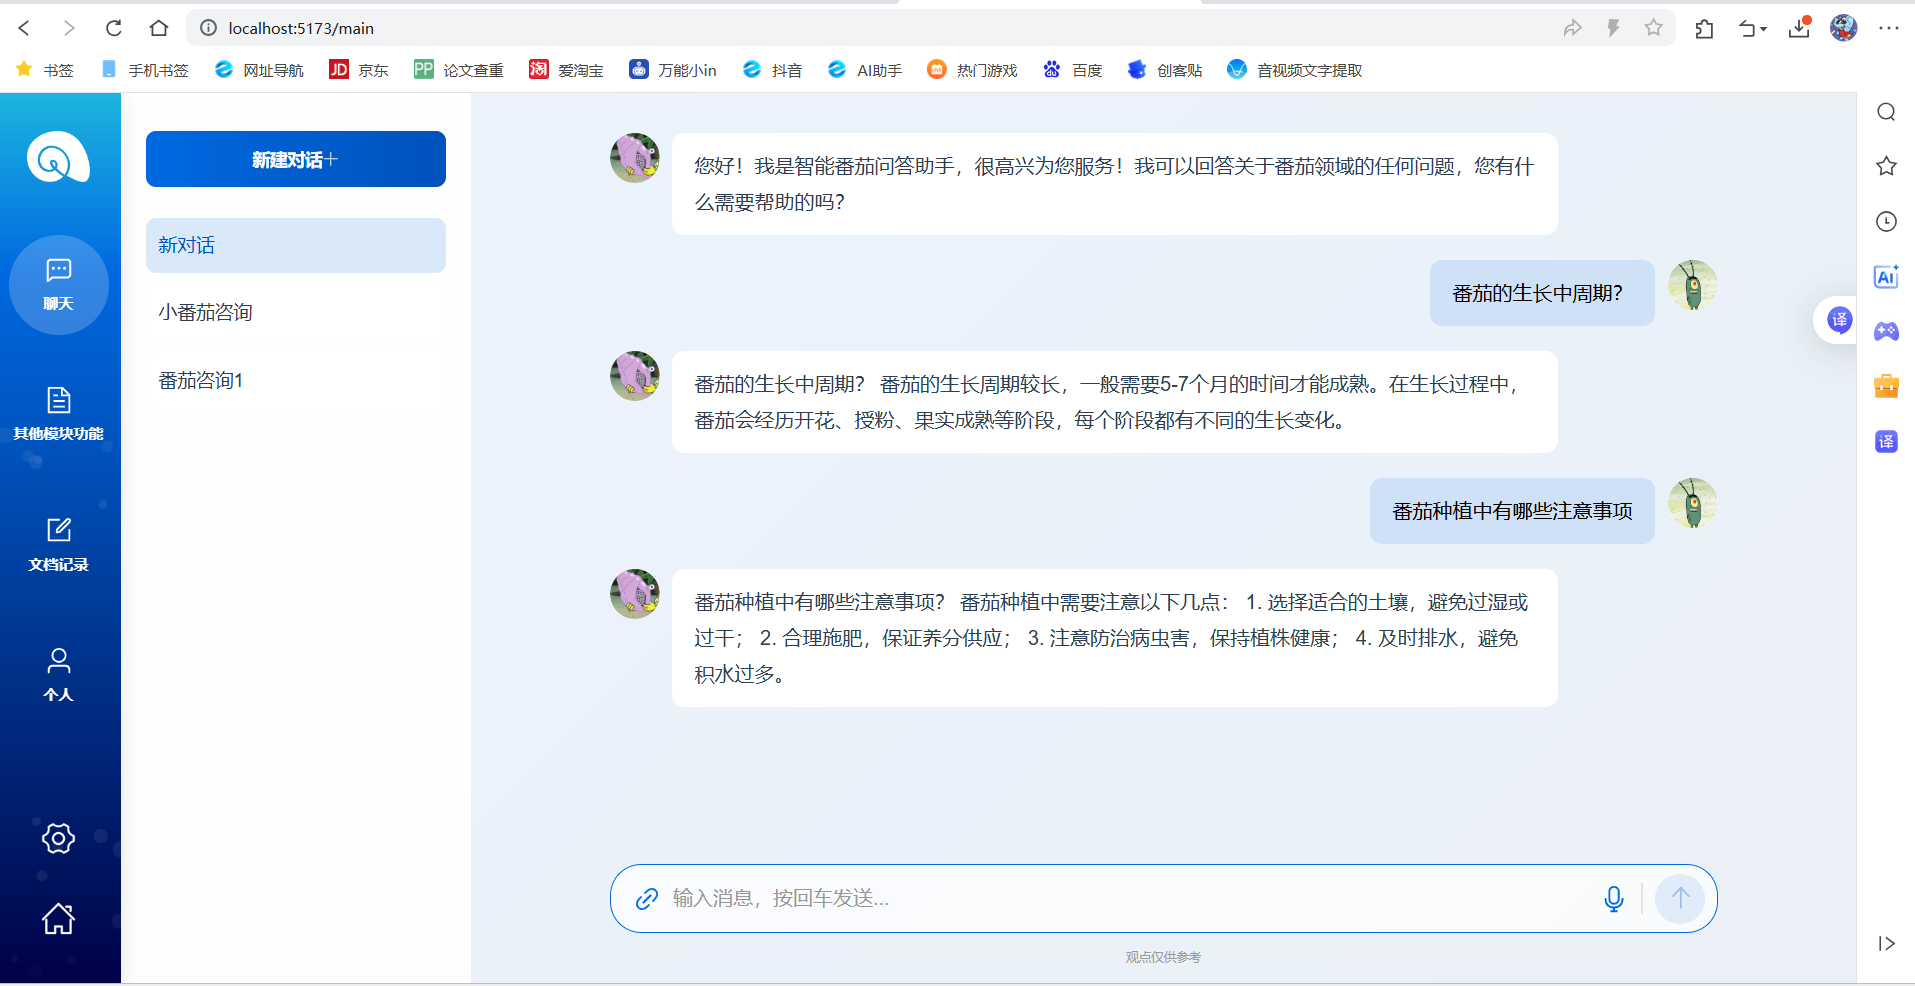 localhost:5173/main
书签
手机书签
网址导航
JD 京东
PP 论文查重
淘 爱淘宝
万能小in
抖音
AI助手
热门游戏
百度
创客贴
音视频文字提取
新建对话+
新对话
小番茄咨询
番茄咨询1
聊天
其他模块功能
文档记录
个人
您好！我是智能番茄问答助手，很高兴为您服务！我可以回答关于番茄领域的任何问题，您有什
么需要帮助的吗？
番茄的生长中周期？
番茄的生长中周期？ 番茄的生长周期较长，一般需要5-7个月的时间才能成熟。在生长过程中，
番茄会经历开花、授粉、果实成熟等阶段，每个阶段都有不同的生长变化。
番茄种植中有哪些注意事项
番茄种植中有哪些注意事项？ 番茄种植中需要注意以下几点： 1. 选择适合的土壤，避免过湿或
过干； 2. 合理施肥，保证养分供应； 3. 注意防治病虫害，保持植株健康； 4. 及时排水，避免
积水过多。
输入消息，按回车发送...
观点仅供参考
AI
译
译